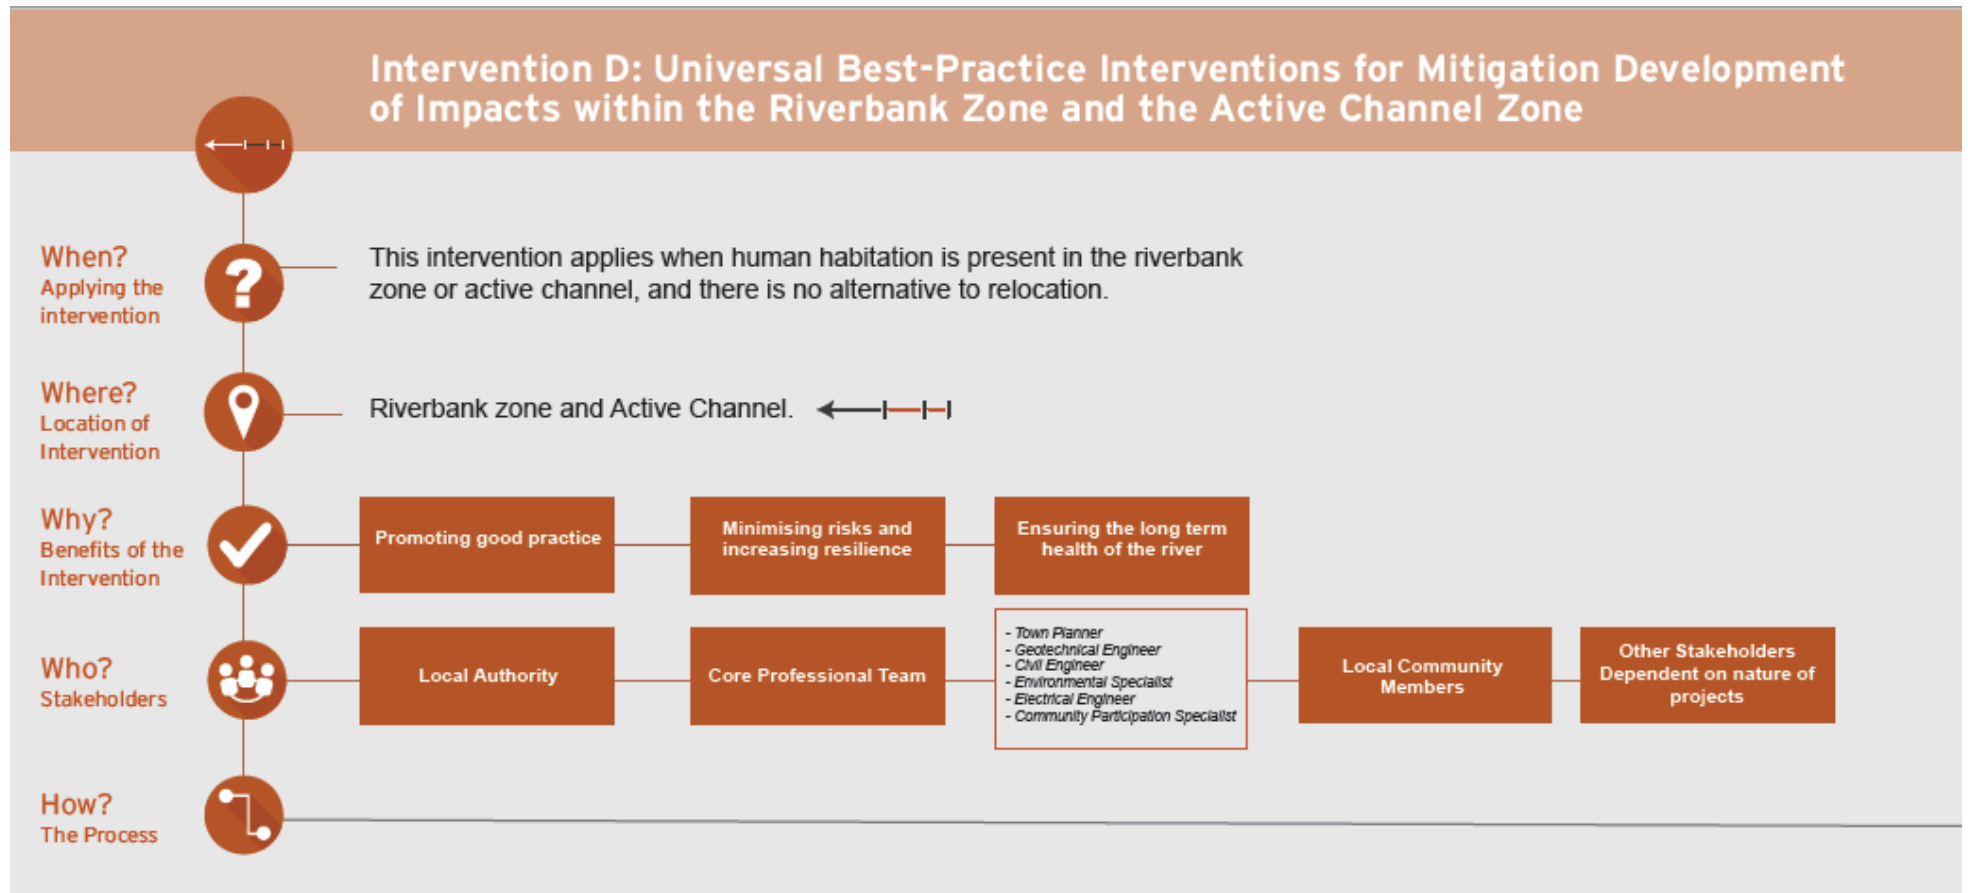 Intervention D: Universal Best-Practice Interventions for Mitigation Development
of Impacts within the Riverbank Zone and the Active Channel Zone
When?
Applying the
intervention
This intervention applies when human habitation is present in the riverbank
zone or active channel, and there is no alternative to relocation.
Where?
Location of
Intervention
Riverbank zone and Active Channel.
Why?
Benefits of the
Intervention
Promoting good practice
Minimising risks and
increasing resilience
Ensuring the long term
health of the river
Who?
Stakeholders
Local Authority
Core Professional Team
- Town Planner
- Geotechnical Engineer
- Civil Engineer
- Environmental Specialist
- Electrical Engineer
- Community Participation Specialist
Local Community
Members
Other Stakeholders
Dependent on nature of
projects
How?
The Process